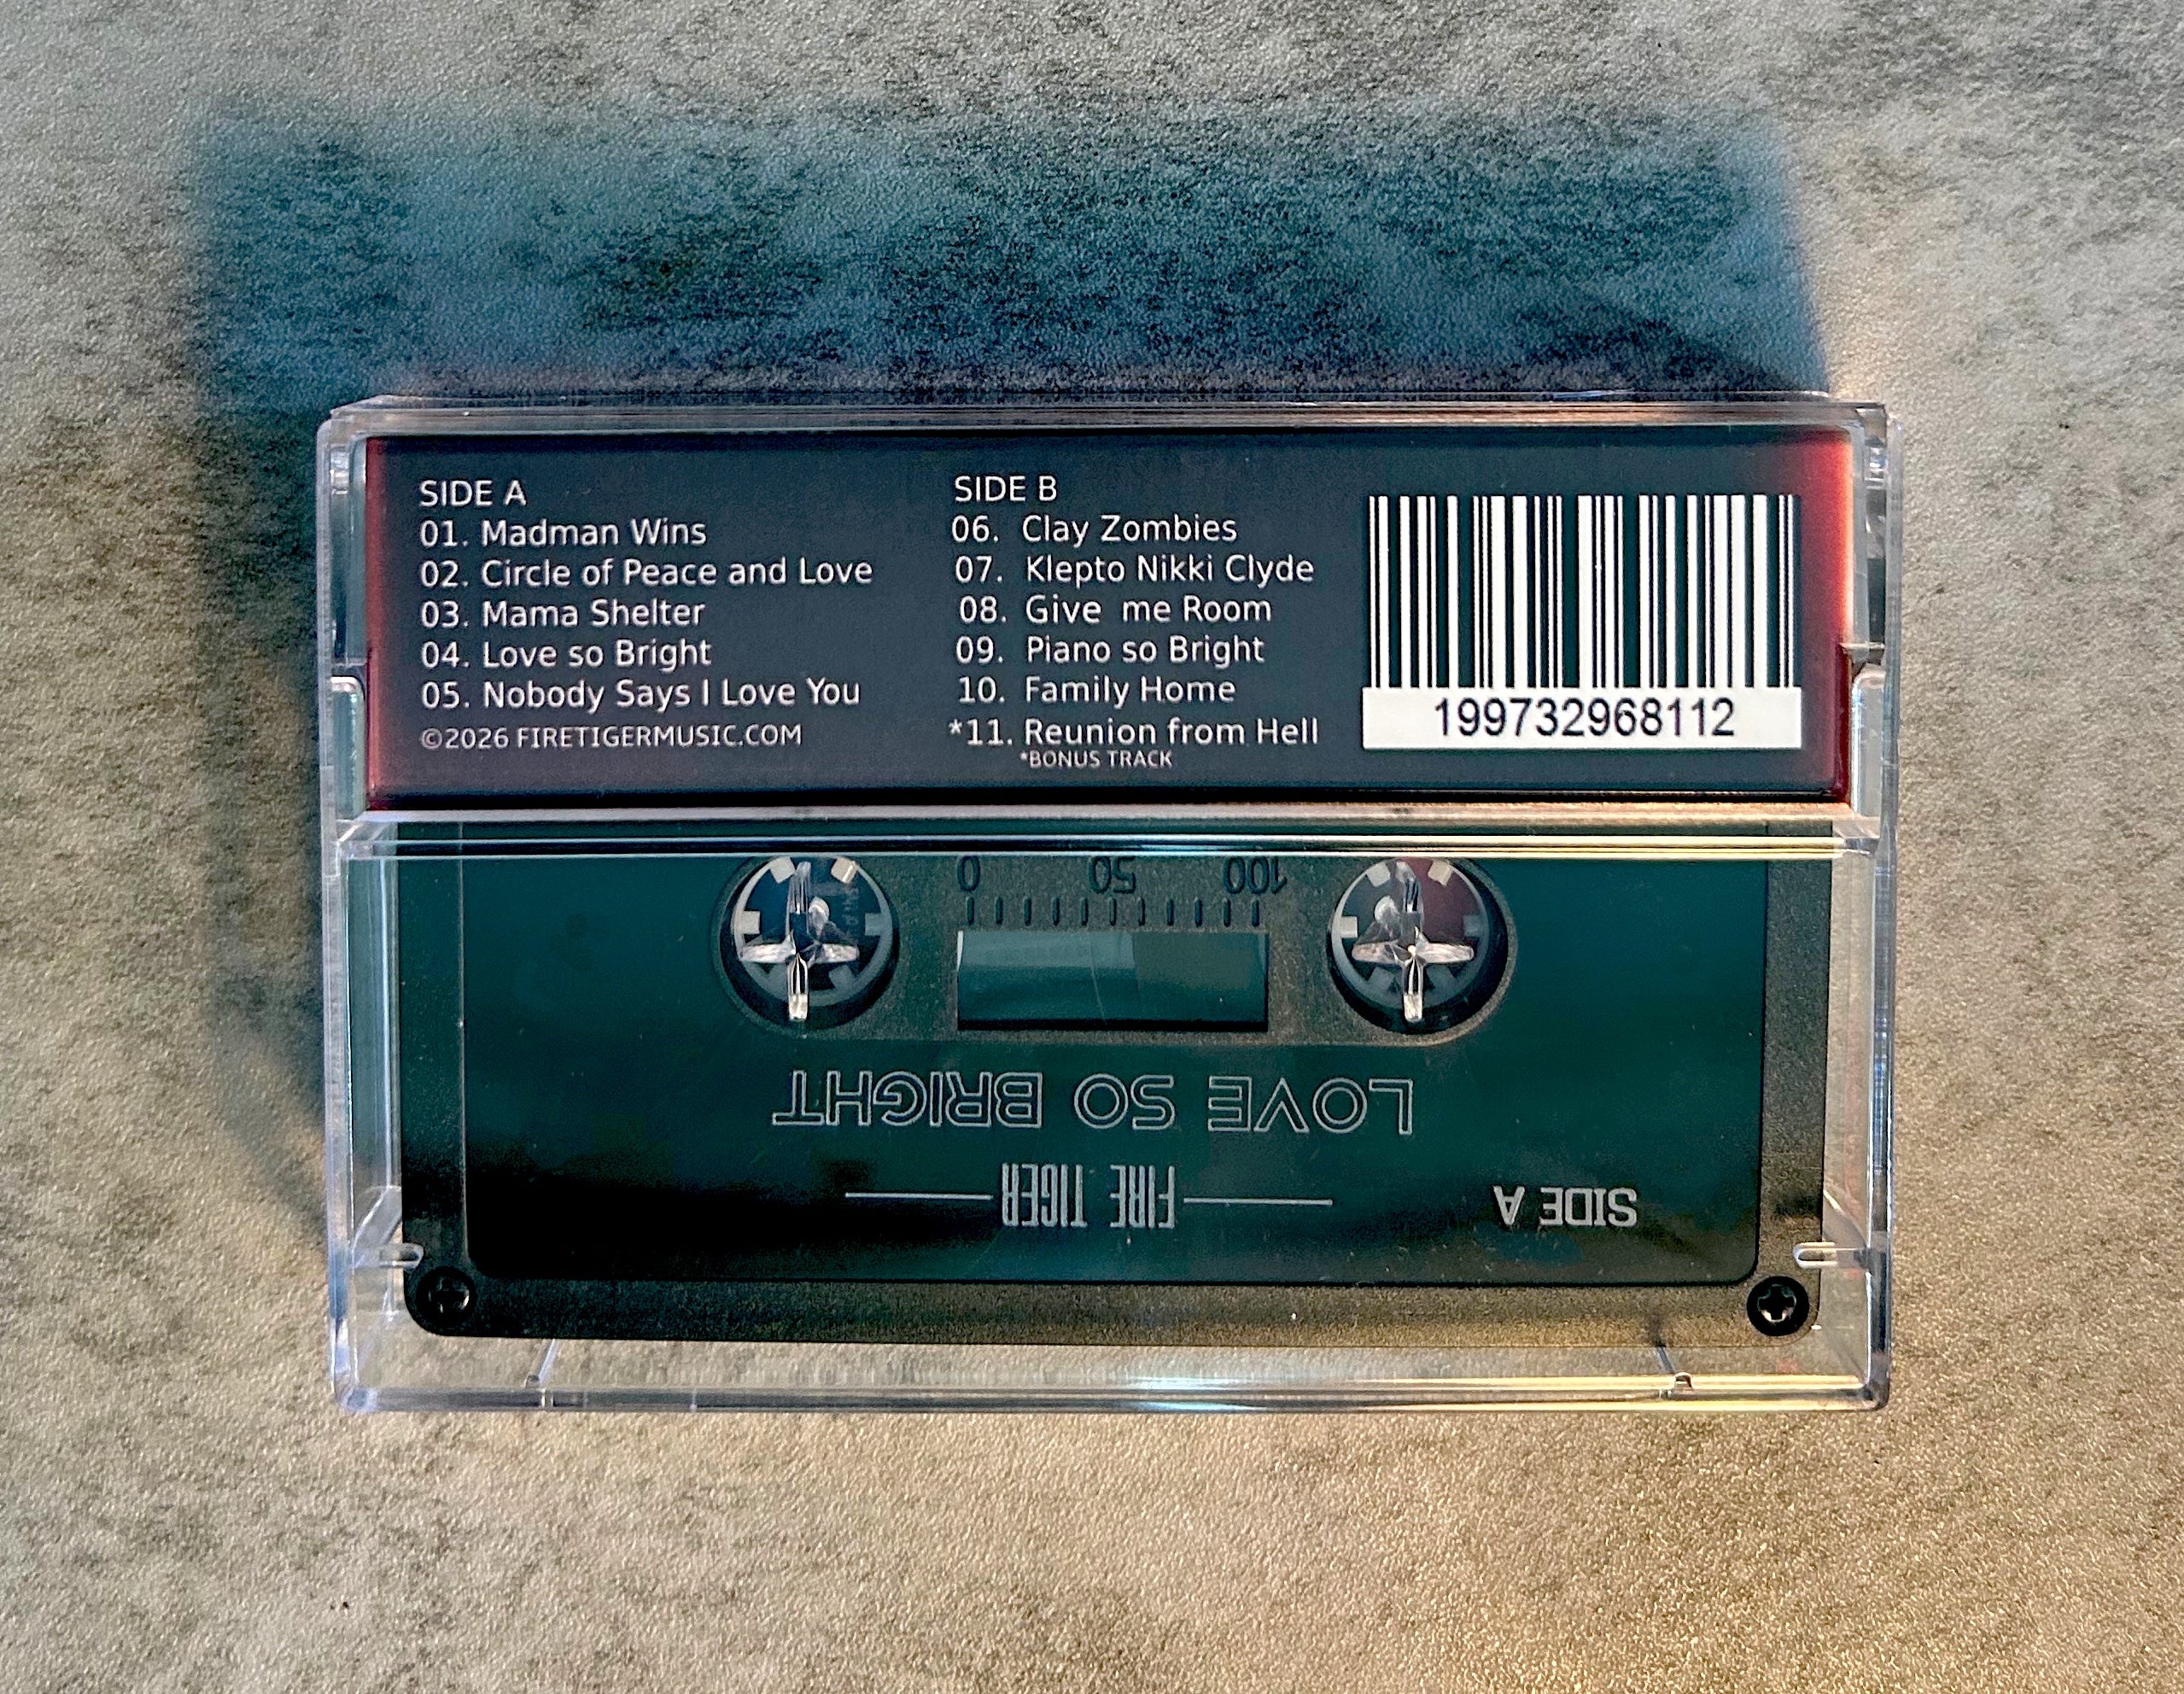 SIDE A
01. Madman Wins
02. Circle of Peace and Love
03. Mama Shelter
04. Love so Bright
05. Nobody Says I Love You
©2026 FIRETIGERMUSIC.COM
SIDE B
06. Clay Zombies
07. Klepto Nikki Clyde
08. Give me Room
09. Piano so Bright
10. Family Home
*11. Reunion from Hell
*BONUS TRACK
199732968112
SIDE A
FIRE TIGER
LOVE SO BRIGHT
100 50 0